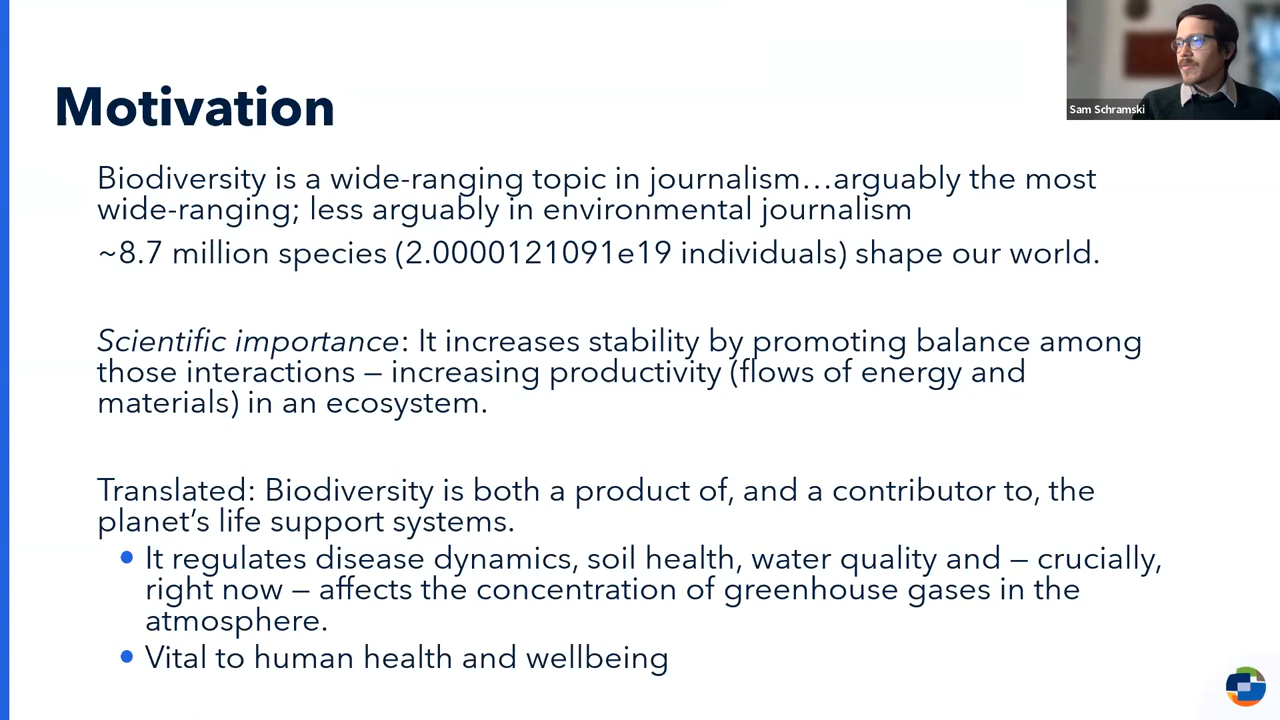 Sam Schramski
Motivation
Biodiversity is a wide-ranging topic in journalism…arguably the most
wide-ranging; less arguably in environmental journalism
~8.7 million species (2.0000121091e19 individuals) shape our world.
Scientific importance: It increases stability by promoting balance among
those interactions – increasing productivity (flows of energy and
materials) in an ecosystem.
Translated: Biodiversity is both a product of, and a contributor to, the
planet’s life support systems.
• It regulates disease dynamics, soil health, water quality and – crucially,
right now – affects the concentration of greenhouse gases in the
atmosphere.
• Vital to human health and wellbeing